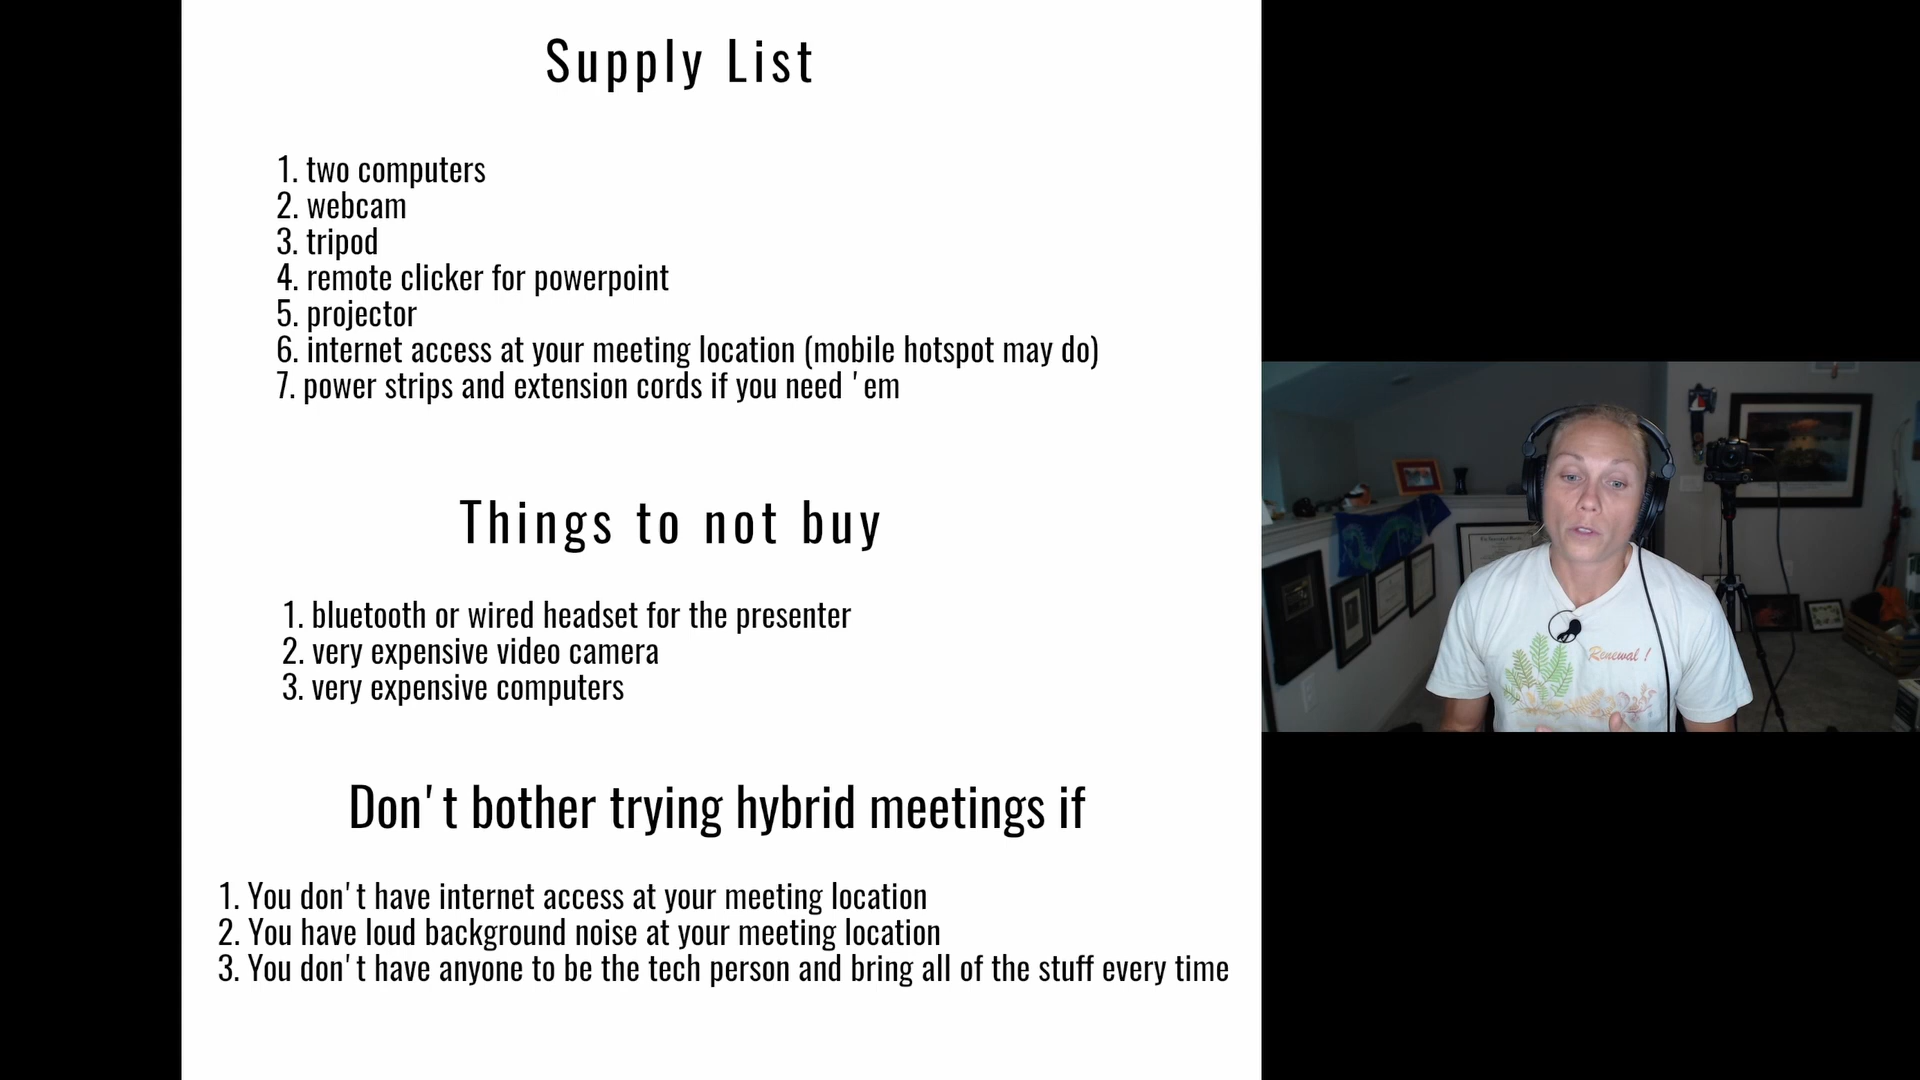 Supply List
1. two computers
2. webcam
3. tripod
4. remote clicker for powerpoint
5. projector
6. internet access at your meeting location (mobile hotspot may do)
7. power strips and extension cords if you need 'em
Things to not buy
1. bluetooth or wired headset for the presenter
2. very expensive video camera
3. very expensive computers
Don't bother trying hybrid meetings if
1. You don't have internet access at your meeting location
2. You have loud background noise at your meeting location
3. You don't have anyone to be the tech person and bring all of the stuff every time
Renewal !